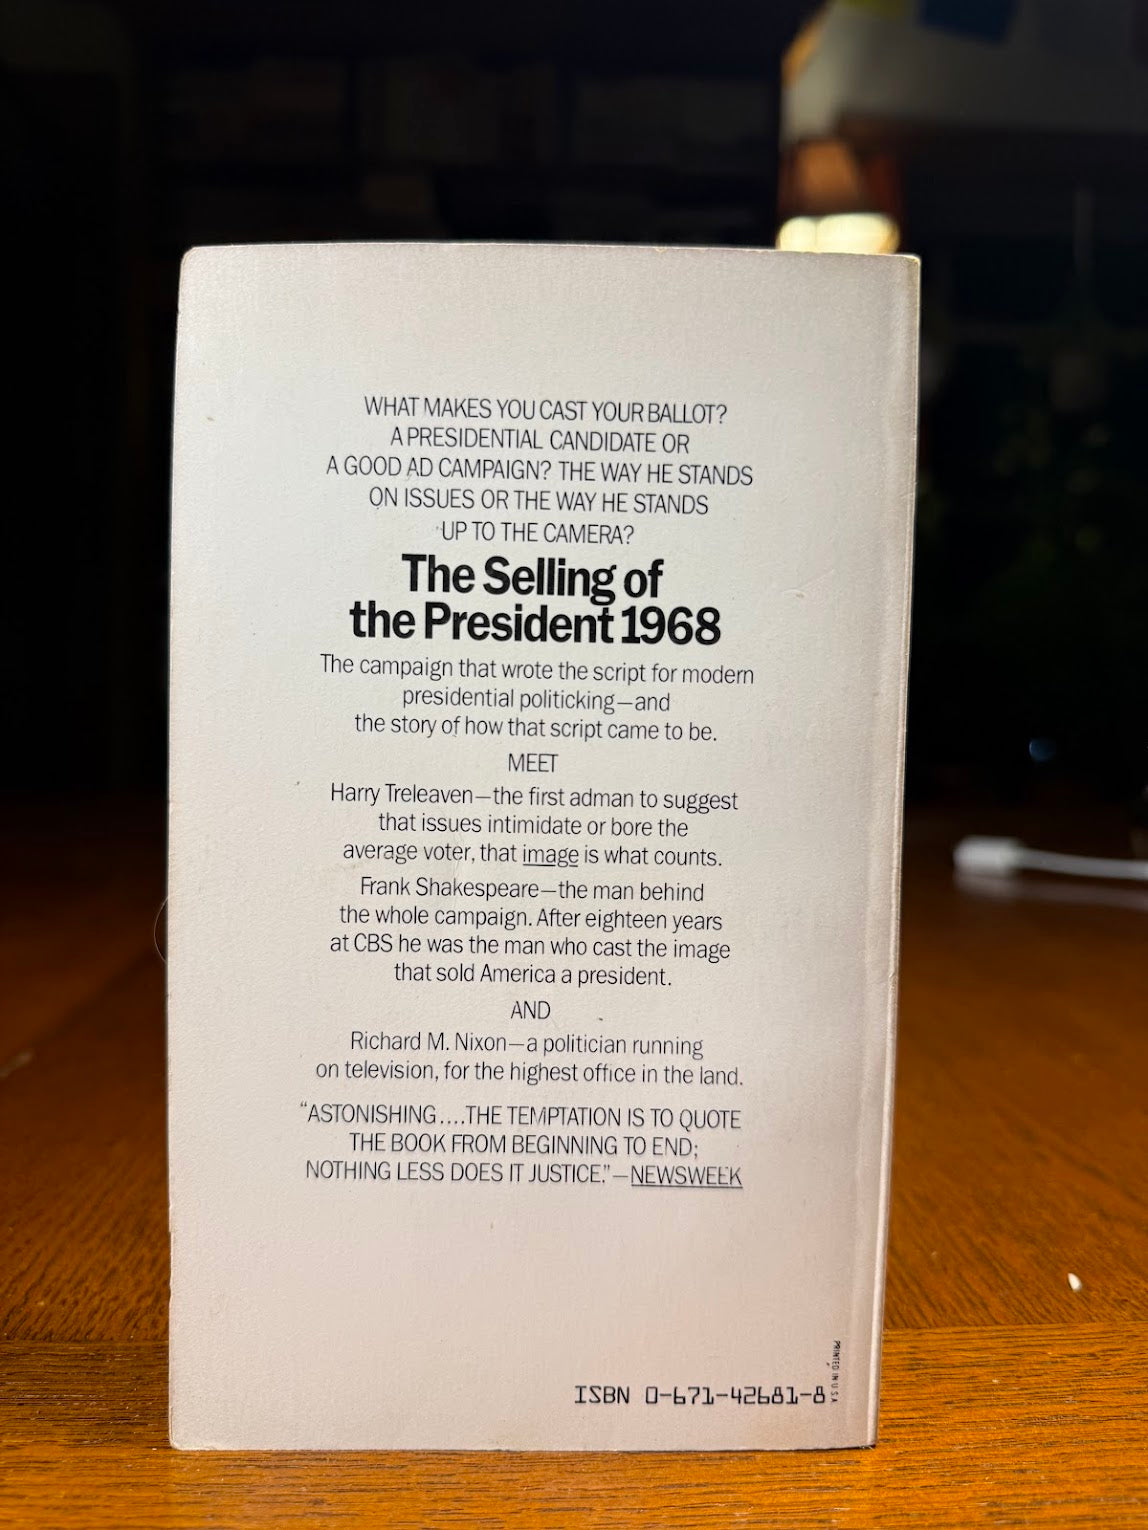 WHAT MAKES YOU CAST YOUR BALLOT?
A PRESIDENTIAL CANDIDATE OR
A GOOD AD CAMPAIGN? THE WAY HE STANDS
ON ISSUES OR THE WAY HE STANDS
UP TO THE CAMERA?
The Selling of
the President 1968
The campaign that wrote the script for modern
presidential politicking—and
the story of how that script came to be.
MEET
Harry Treleaven—the first adman to suggest
that issues intimidate or bore the
average voter, that image is what counts.
Frank Shakespeare—the man behind
the whole campaign. After eighteen years
at CBS he was the man who cast the image
that sold America a president.
AND
Richard M. Nixon—a politician running
on television, for the highest office in the land.
“ASTONISHING....THE TEMPTATION IS TO QUOTE
THE BOOK FROM BEGINNING TO END;
NOTHING LESS DOES IT JUSTICE.”—NEWSWEEK
ISBN 0-671-42681-8
PRINTED IN U.S.A.